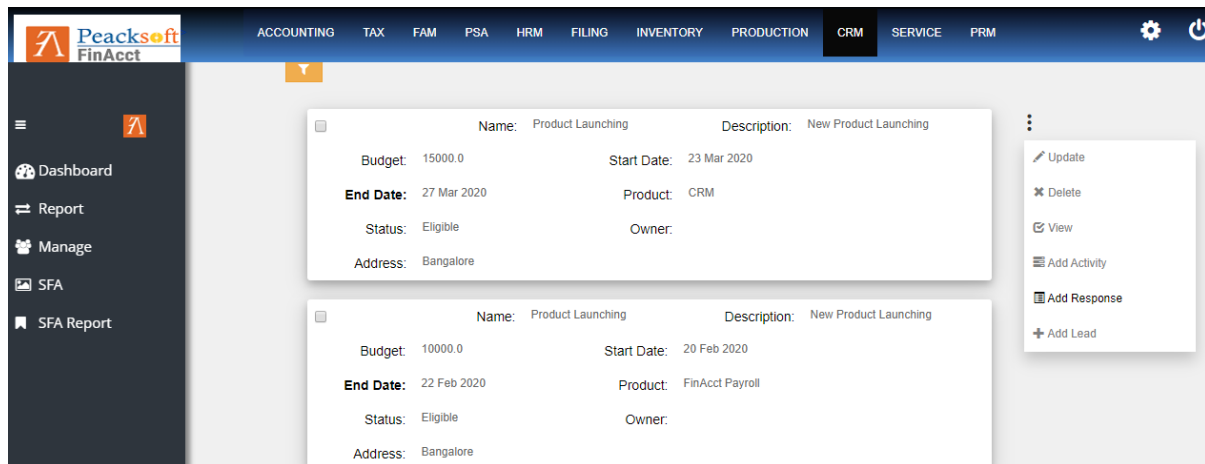 Peacksoft
FinAcct
ACCOUNTING TAX FAM PSA HRM FILING INVENTORY PRODUCTION CRM SERVICE PRM
Dashboard
Report
Manage
SFA
SFA Report
Name: Product Launching Description: New Product Launching
Budget: 15000.0 Start Date: 23 Mar 2020
End Date: 27 Mar 2020 Product: CRM
Status: Eligible Owner:
Address: Bangalore
Name: Product Launching Description: New Product Launching
Budget: 10000.0 Start Date: 20 Feb 2020
End Date: 22 Feb 2020 Product: FinAcct Payroll
Status: Eligible Owner:
Address: Bangalore
Update
Delete
View
Add Activity
Add Response
Add Lead